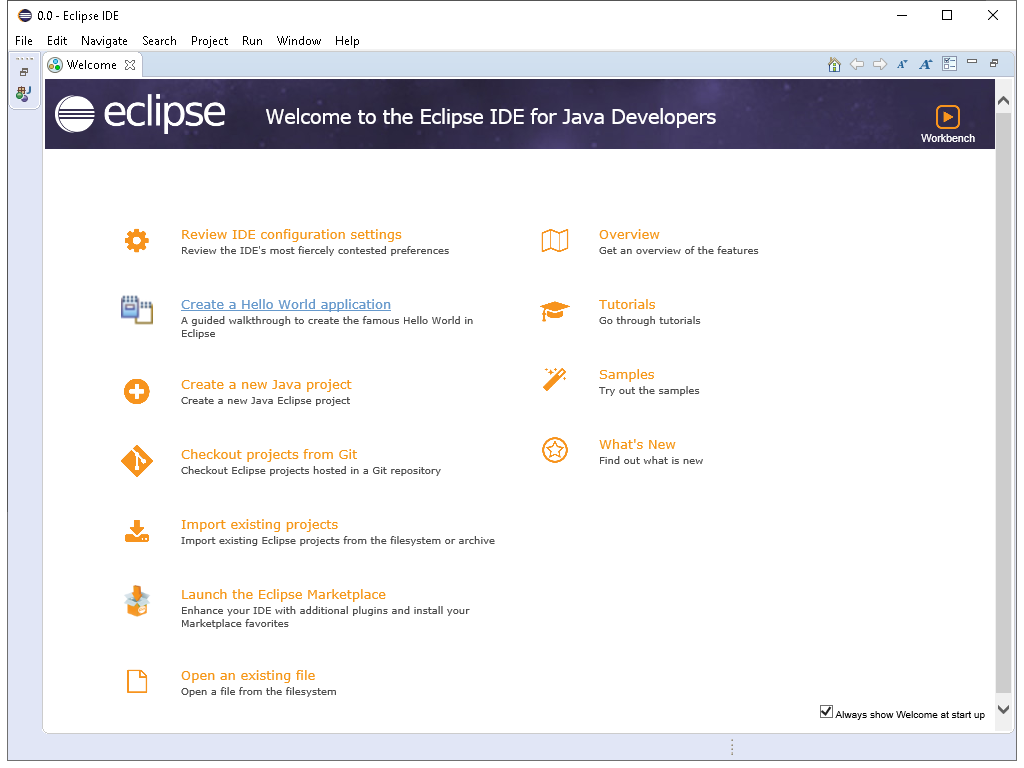 0.0 - Eclipse IDE
File Edit Navigate Search Project Run Window Help
Welcome
eclipse
Welcome to the Eclipse IDE for Java Developers
Workbench
Review IDE configuration settings
Review the IDE's most fiercely contested preferences
Create a Hello World application
A guided walkthrough to create the famous Hello World in
Eclipse
Create a new Java project
Create a new Java Eclipse project
Checkout projects from Git
Checkout Eclipse projects hosted in a Git repository
Import existing projects
Import existing Eclipse projects from the filesystem or archive
Launch the Eclipse Marketplace
Enhance your IDE with additional plugins and install your
Marketplace favorites
Open an existing file
Open a file from the filesystem
Overview
Get an overview of the features
Tutorials
Go through tutorials
Samples
Try out the samples
What's New
Find out what is new
Always show Welcome at start up